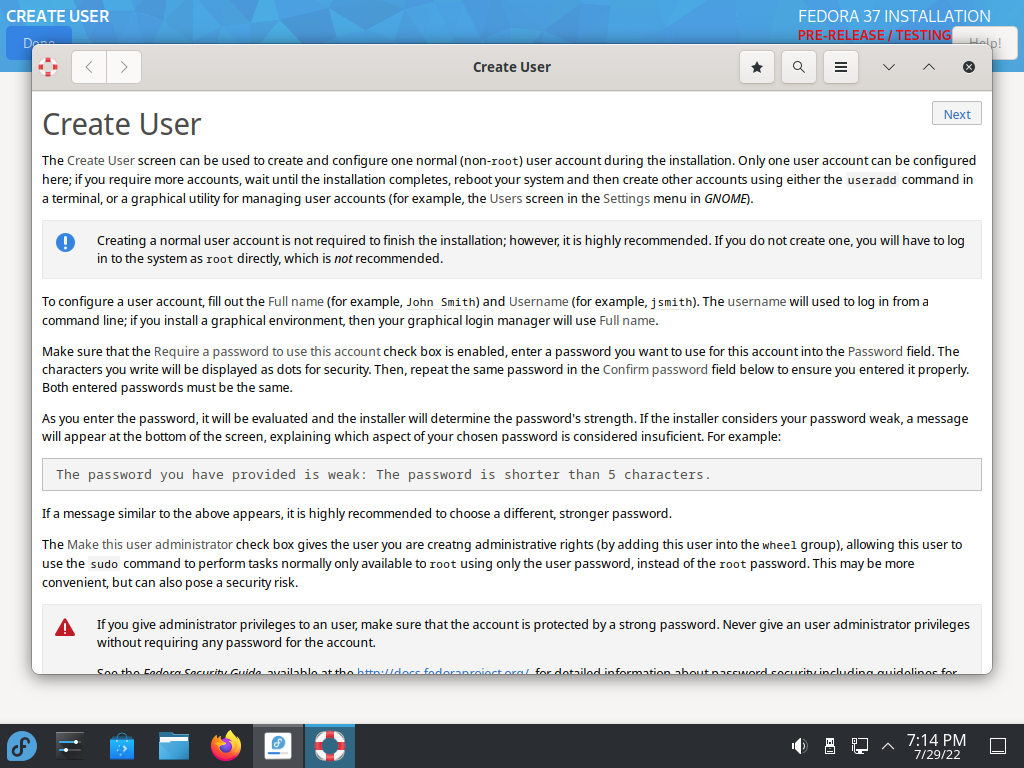 CREATE USER
FEDORA 37 INSTALLATION
PRE-RELEASE / TESTING
Done
Help!
Create User
Create User
Next
The Create User screen can be used to create and configure one normal (non-root) user account during the installation. Only one user account can be configured
here; if you require more accounts, wait until the installation completes, reboot your system and then create other accounts using either the useradd command in
a terminal, or a graphical utility for managing user accounts (for example, the Users screen in the Settings menu in GNOME).
Creating a normal user account is not required to finish the installation; however, it is highly recommended. If you do not create one, you will have to log
in to the system as root directly, which is not recommended.
To configure a user account, fill out the Full name (for example, John Smith) and Username (for example, jsmith). The username will used to log in from a
command line; if you install a graphical environment, then your graphical login manager will use Full name.
Make sure that the Require a password to use this account check box is enabled, enter a password you want to use for this account into the Password field. The
characters you write will be displayed as dots for security. Then, repeat the same password in the Confirm password field below to ensure you entered it properly.
Both entered passwords must be the same.
As you enter the password, it will be evaluated and the installer will determine the password's strength. If the installer considers your password weak, a message
will appear at the bottom of the screen, explaining which aspect of your chosen password is considered insuficient. For example:
The password you have provided is weak: The password is shorter than 5 characters.
If a message similar to the above appears, it is highly recommended to choose a different, stronger password.
The Make this user administrator check box gives the user you are creatng administrative rights (by adding this user into the wheel group), allowing this user to
use the sudo command to perform tasks normally only available to root using only the user password, instead of the root password. This may be more
convenient, but can also pose a security risk.
If you give administrator privileges to an user, make sure that the account is protected by a strong password. Never give an user administrator privileges
without requiring any password for the account.
See the Fedora Security Guide, available at the http://docs.fedoraproject.org/, for detailed information about password security including guidelines for
7:14 PM
7/29/22